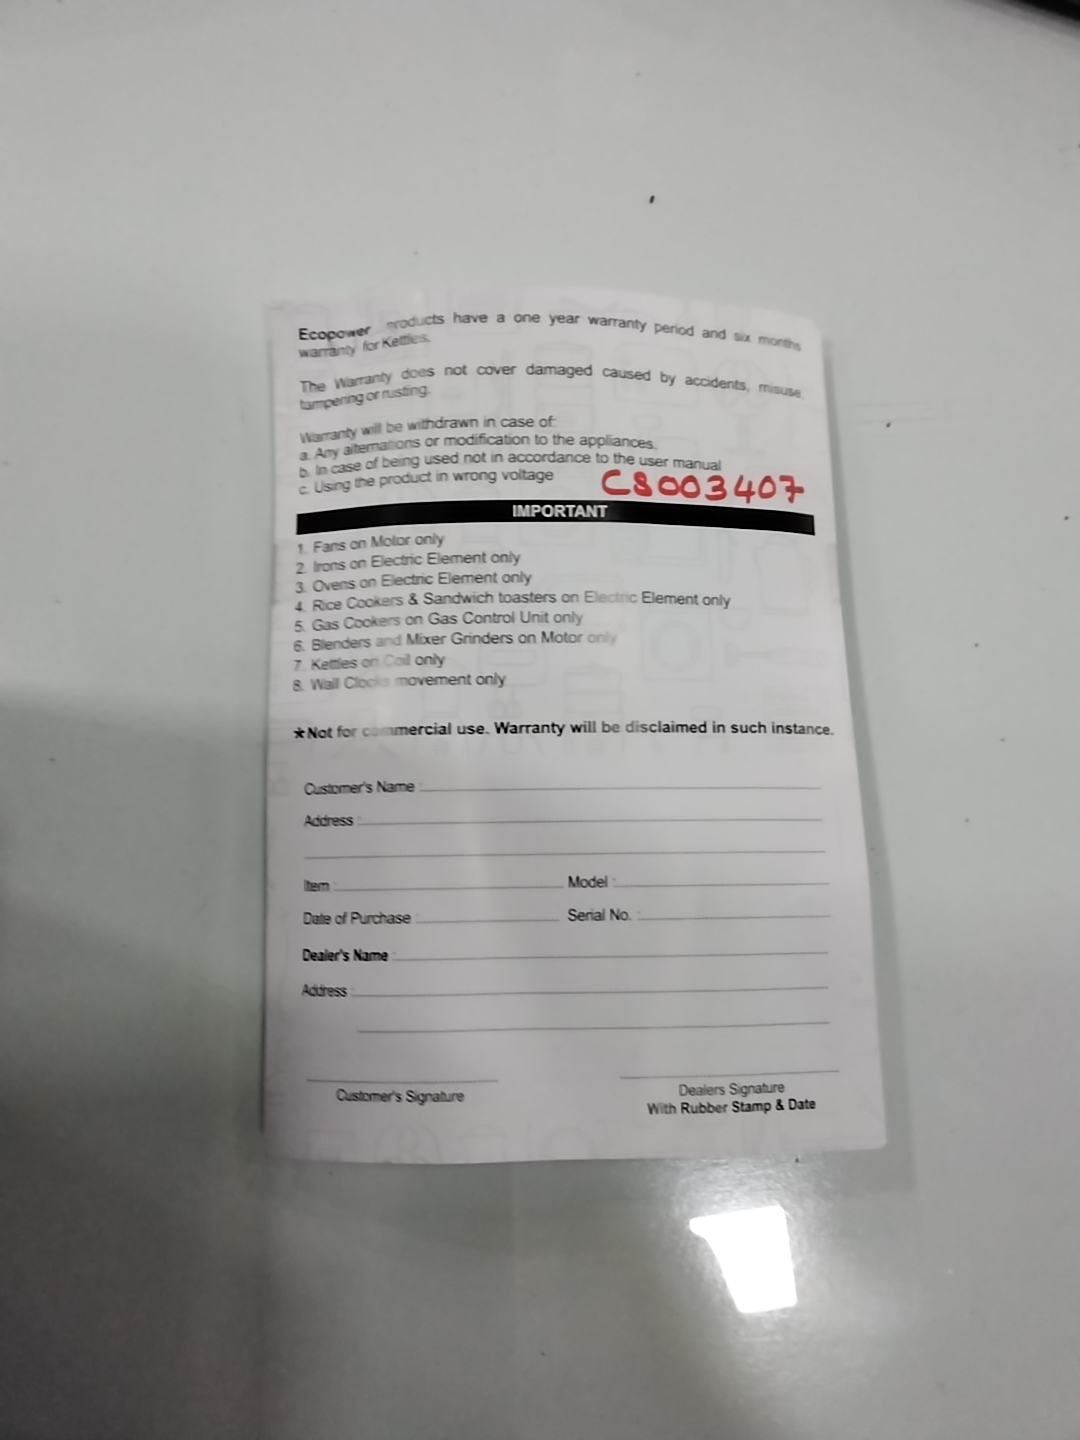 Ecopower products have a one year warranty period and six months
warranty for Kettles.
The Warranty does not cover damaged caused by accidents, misuse,
tampering or rusting.
Warranty will be withdrawn in case of:
a. Any alternations or modification to the appliances.
b. In case of being used not in accordance to the user manual
c. Using the product in wrong voltage
CS003407
IMPORTANT
1. Fans on Motor only
2. Irons on Electric Element only
3. Ovens on Electric Element only
4. Rice Cookers & Sandwich toasters on Electric Element only
5. Gas Cookers on Gas Control Unit only
6. Blenders and Mixer Grinders on Motor only
7. Kettles on Coil only
8. Wall Clocks movement only
★Not for commercial use. Warranty will be disclaimed in such instance.
Customer's Name :
Address :
Item : Model :
Date of Purchase : Serial No. :
Dealer's Name :
Address :
Customer's Signature
Dealers Signature
With Rubber Stamp & Date